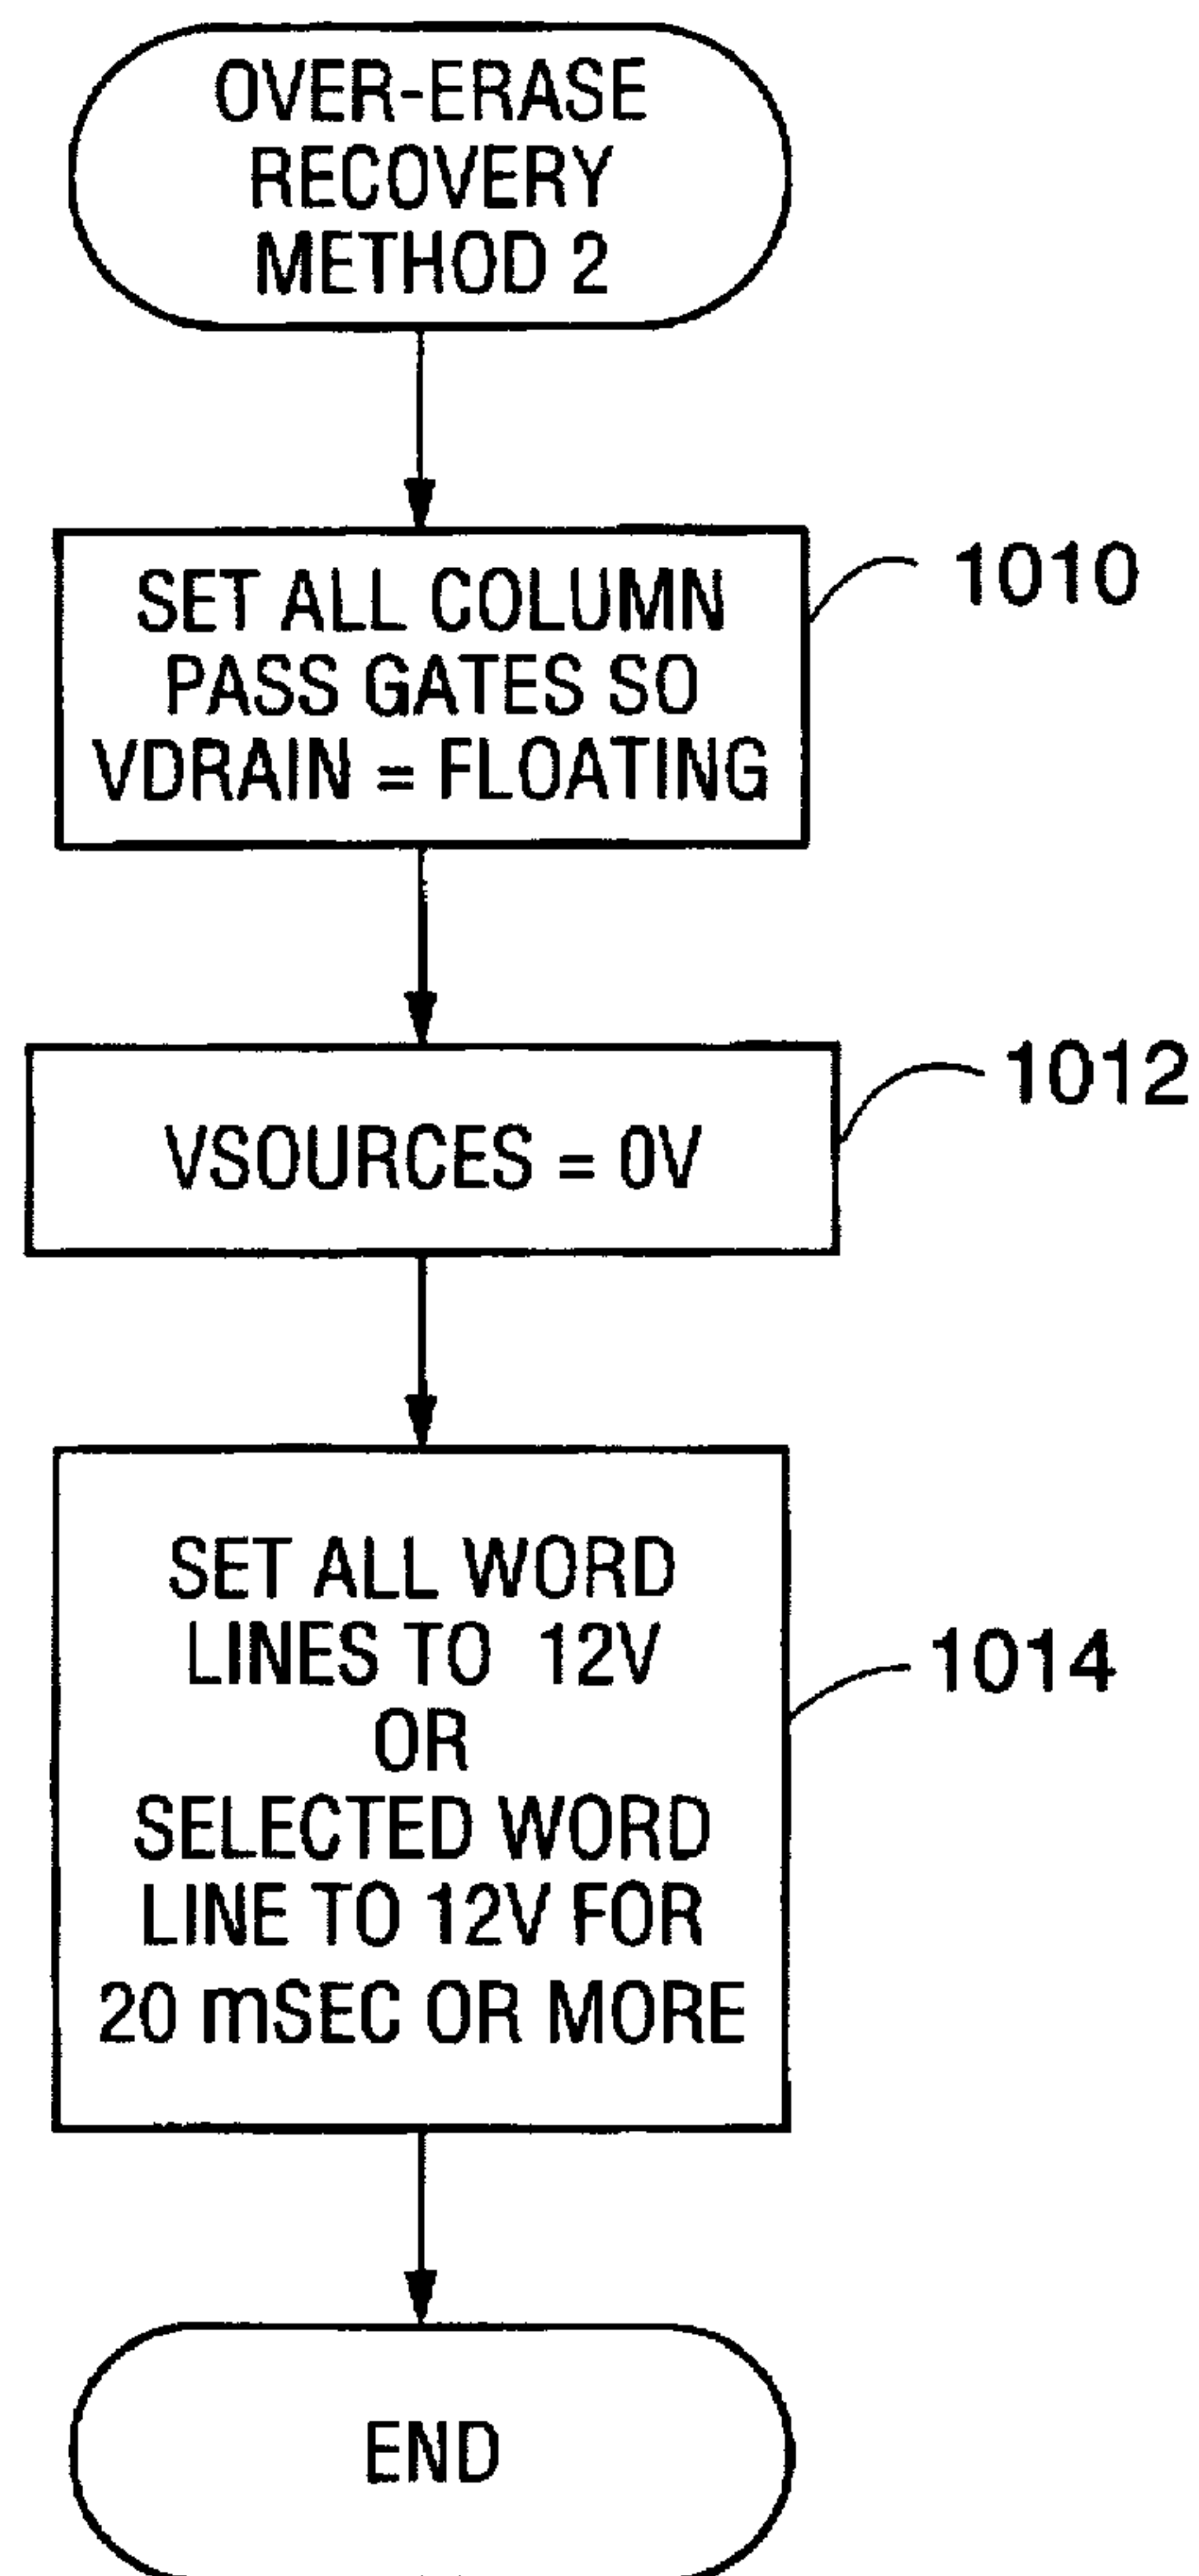 OVER-ERASE
RECOVERY
METHOD 2
SET ALL COLUMN
PASS GATES SO
VDRAIN = FLOATING
1010
VSOURCES = 0V
1012
SET ALL WORD
LINES TO 12V
OR
SELECTED WORD
LINE TO 12V FOR
20 mSEC OR MORE
1014
END